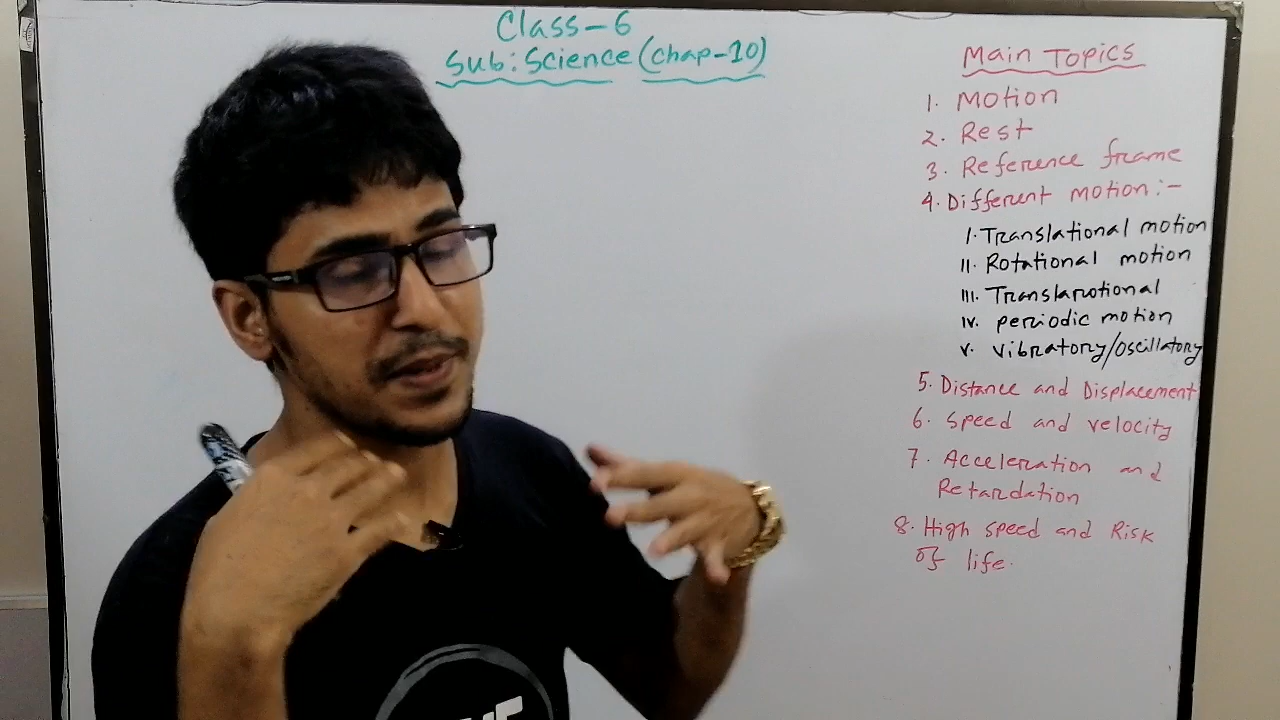 Class-6
Sub: Science (chap-10)
Main Topics
1. Motion
2. Rest
3. Reference frame
4. Different motion:-
I. Translational motion
II. Rotational motion
III. Translarotional
IV. periodic motion
V. vibratory/oscillatory
5. Distance and Displacement
6. Speed and velocity
7. Acceleration and
Retardation
8. High speed and Risk
of life.